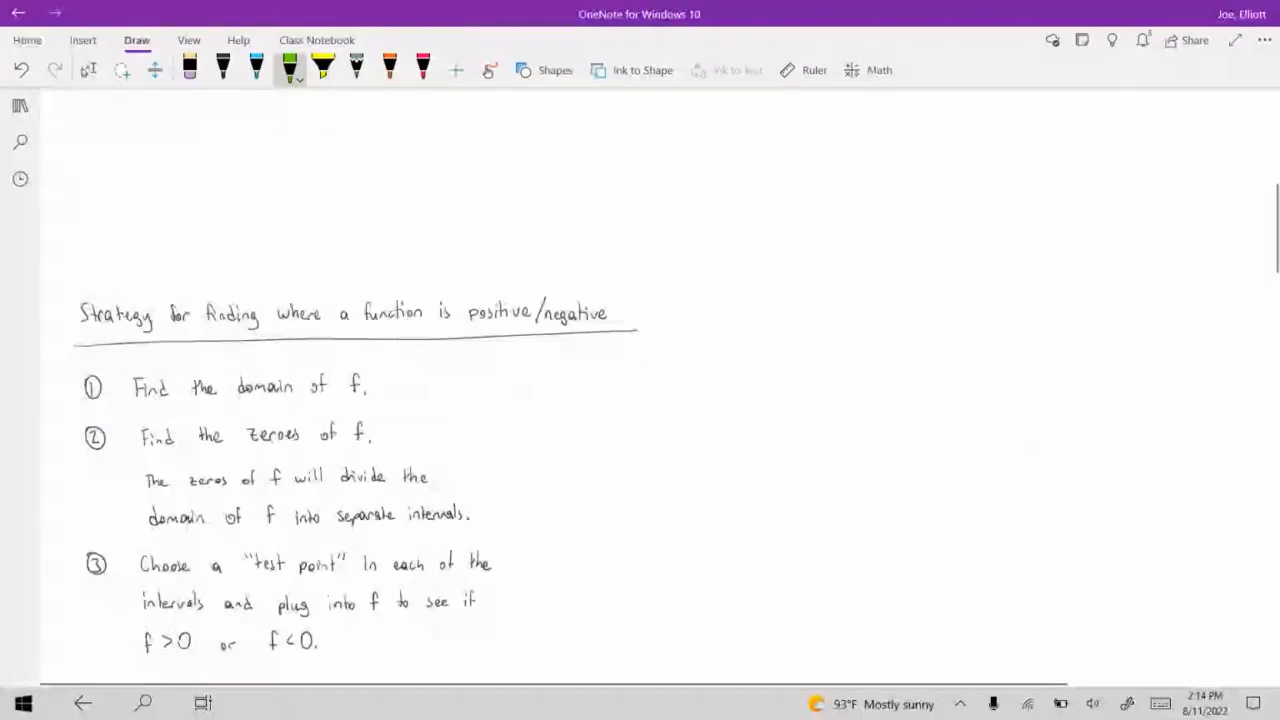 OneNote for Windows 10
Joe, Elliott
Home Insert Draw View Help Class Notebook
Share
Shapes Ink to Shape Ink to Text Ruler Math
Strategy for finding where a function is positive/negative
① Find the domain of f.
② Find the zeroes of f.
The zeros of f will divide the
domain of f into separate intervals.
③ Choose a "test point" in each of the
intervals and plug into f to see if
f > 0 or f < 0.
93°F Mostly sunny
2:14 PM
8/11/2022